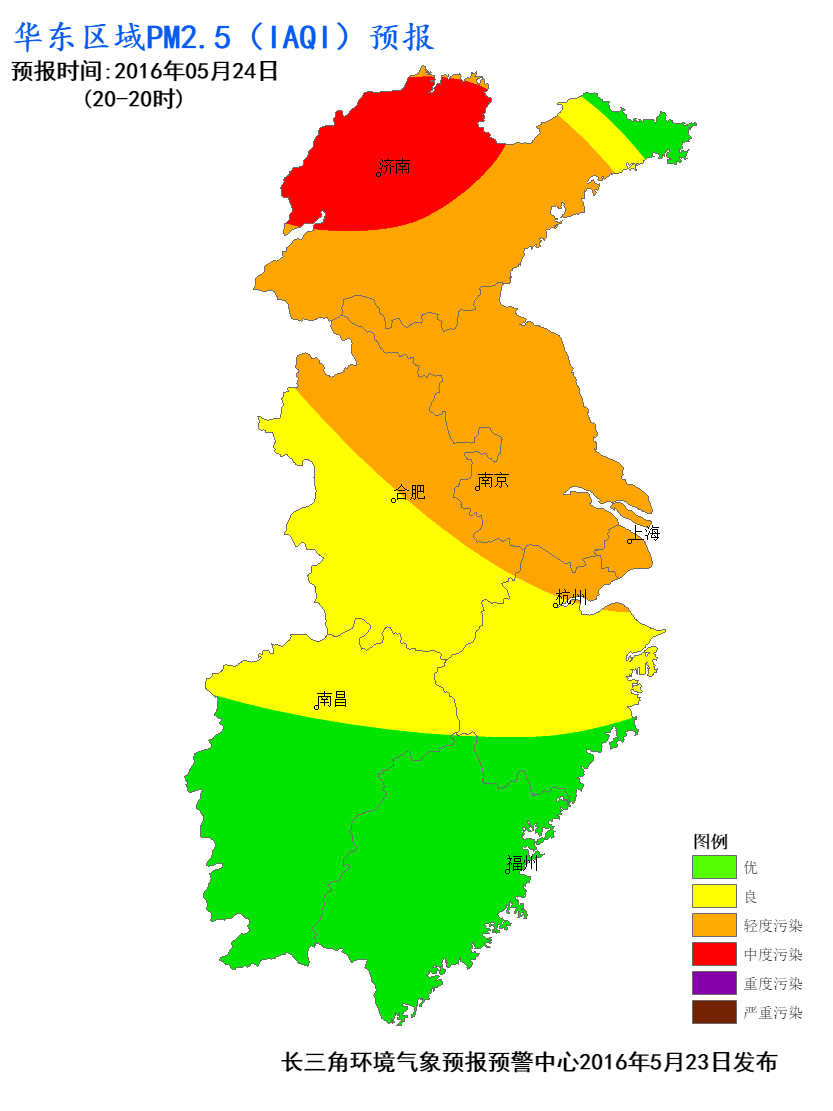 华东区域PM2.5（IAQI）预报
预报时间:2016年05月24日
(20-20时)
济南
南京
合肥
上海
杭州
南昌
福州
图例
优
良
轻度污染
中度污染
重度污染
严重污染
长三角环境气象预报预警中心2016年5月23日发布